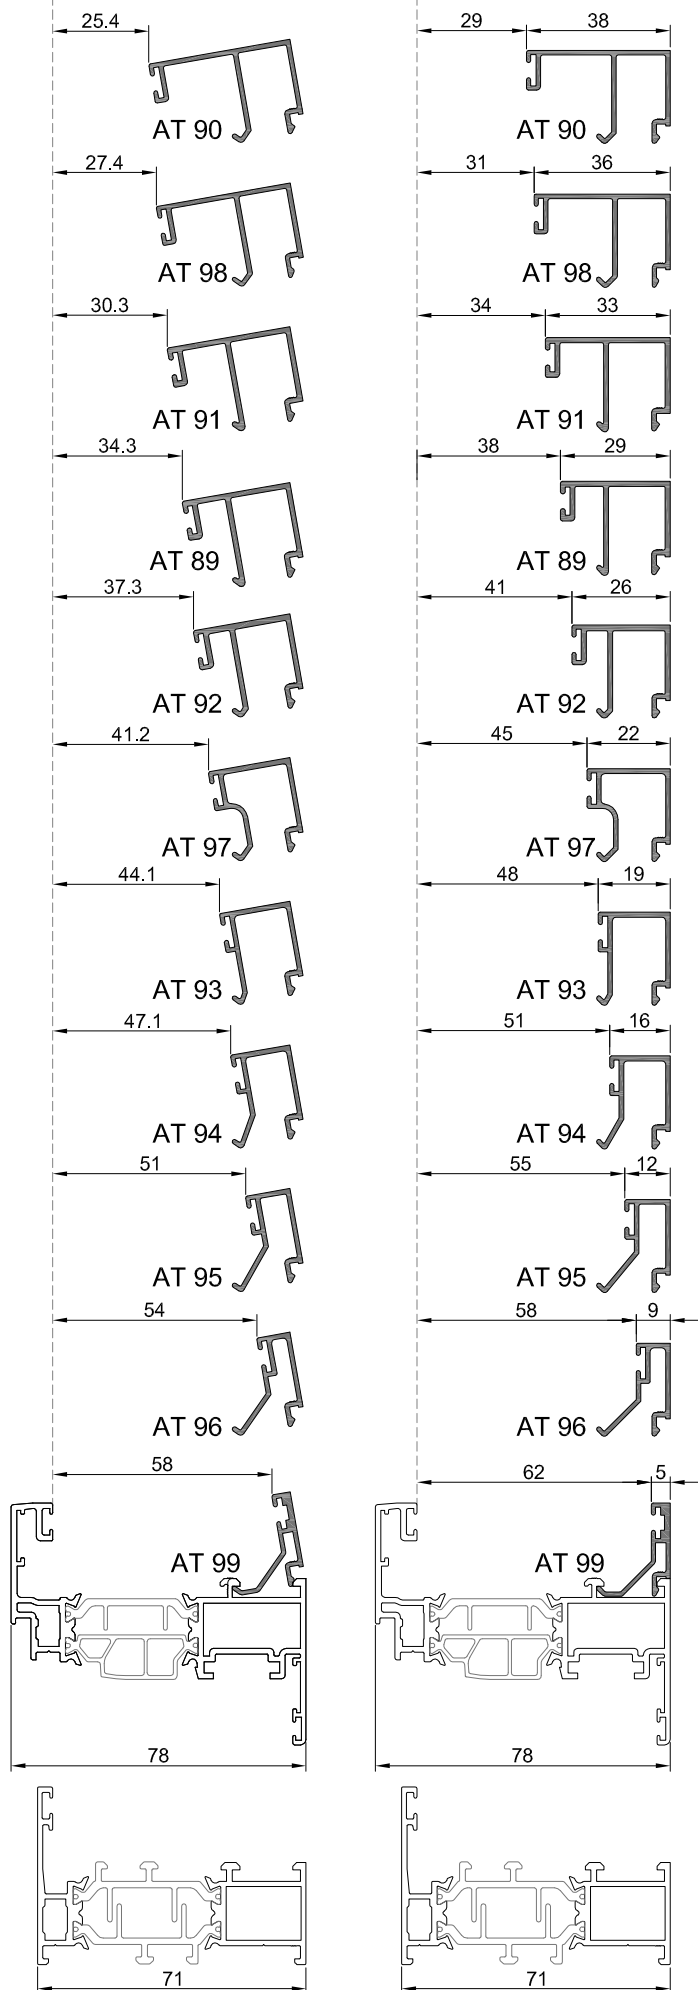 25.4 29 38
AT 90 AT 90
27.4 31 36
AT 98 AT 98
30.3 34 33
AT 91 AT 91
34.3 38 29
AT 89 AT 89
37.3 41 26
AT 92 AT 92
41.2 45 22
AT 97 AT 97
44.1 48 19
AT 93 AT 93
47.1 51 16
AT 94 AT 94
51 55 12
AT 95 AT 95
54 58 9
AT 96 AT 96
58 62 5
AT 99 AT 99
78 78
71 71